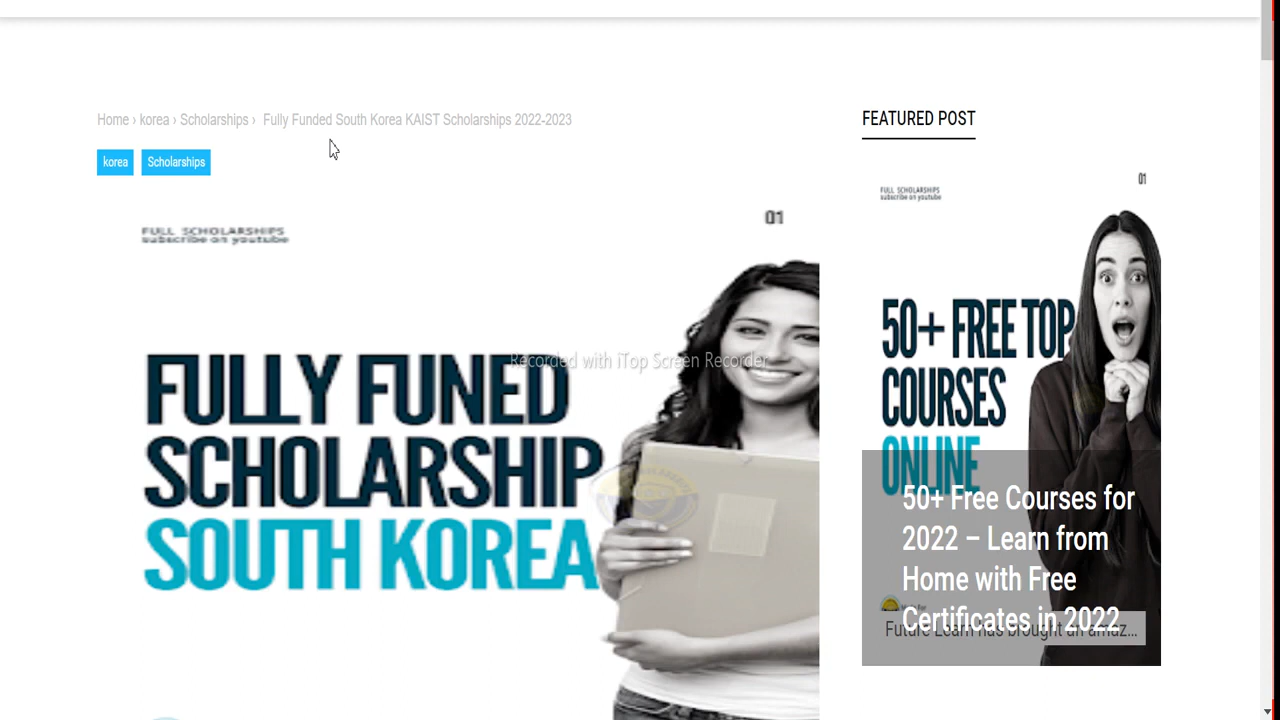 Home › korea › Scholarships › Fully Funded South Korea KAIST Scholarships 2022-2023
korea Scholarships
FULL SCHOLARSHIPS
subscribe on youtube
01
FULLY FUNED
SCHOLARSHIP
SOUTH KOREA
Recorded with iTop Screen Recorder
FEATURED POST
FULL SCHOLARSHIPS
subscribe on youtube
01
50+ FREE TOP
COURSES
ONLINE
50+ Free Courses for
2022 – Learn from
Home with Free
Certificates in 2022
Future Learn has brought an amaz...